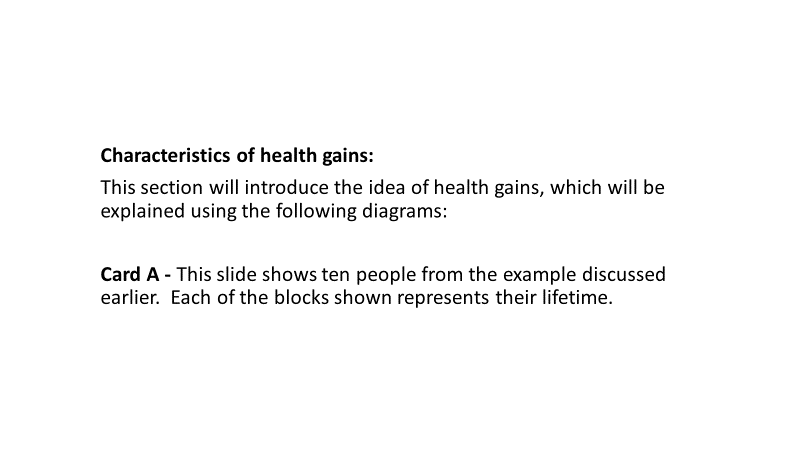 Characteristics of health gains:
This section will introduce the idea of health gains, which will be
explained using the following diagrams:
Card A - This slide shows ten people from the example discussed
earlier.  Each of the blocks shown represents their lifetime.